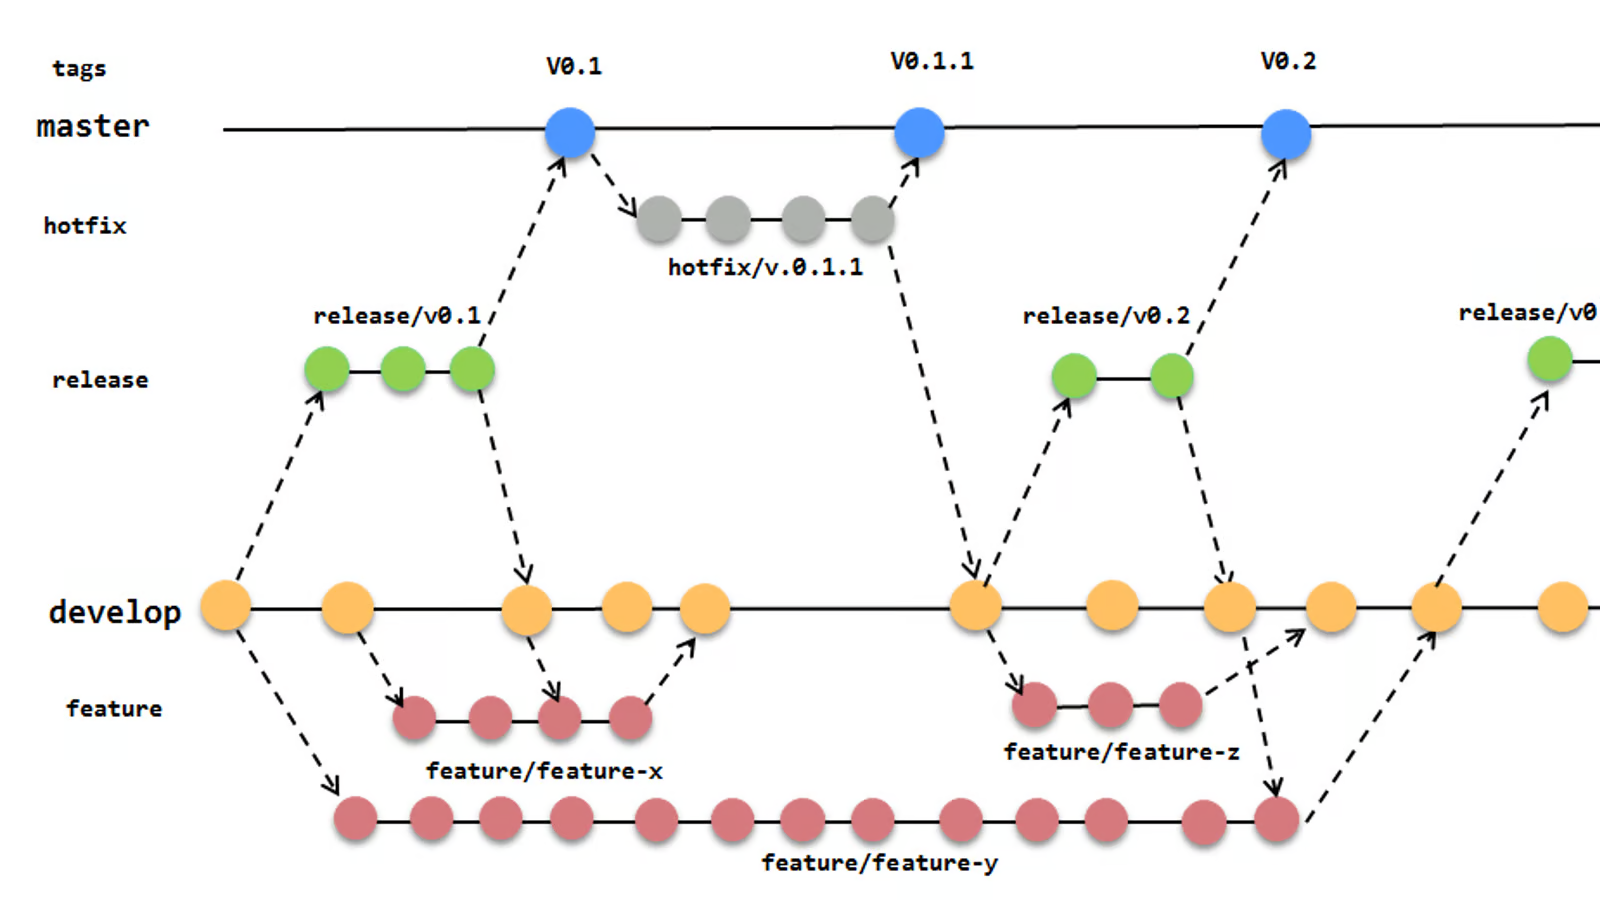 tags
V0.1
V0.1.1
V0.2
master
hotfix
hotfix/v.0.1.1
release/v0.1
release/v0.2
release/v0
release
develop
feature
feature/feature-x
feature/feature-z
feature/feature-y